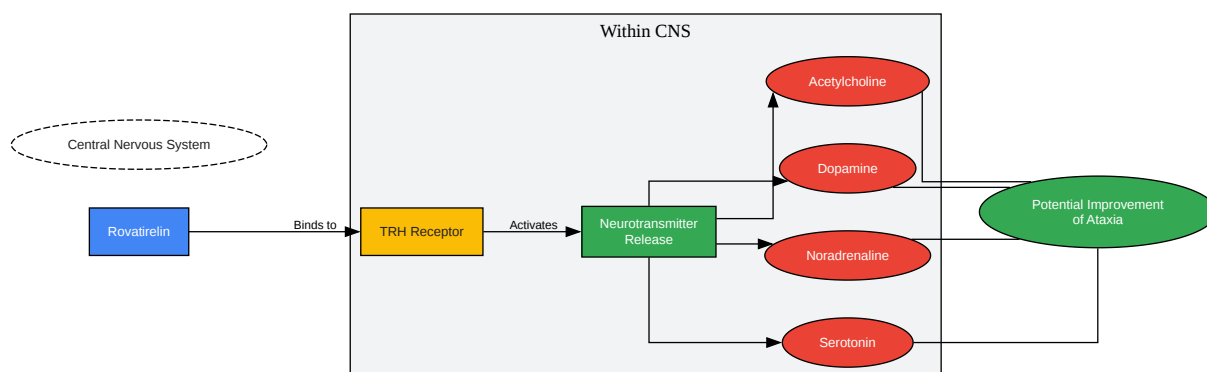 Within CNS
Central Nervous System
Rovatirelin
Binds to
TRH Receptor
Activates
Neurotransmitter
Release
Acetylcholine
Dopamine
Noradrenaline
Serotonin
Potential Improvement
of Ataxia